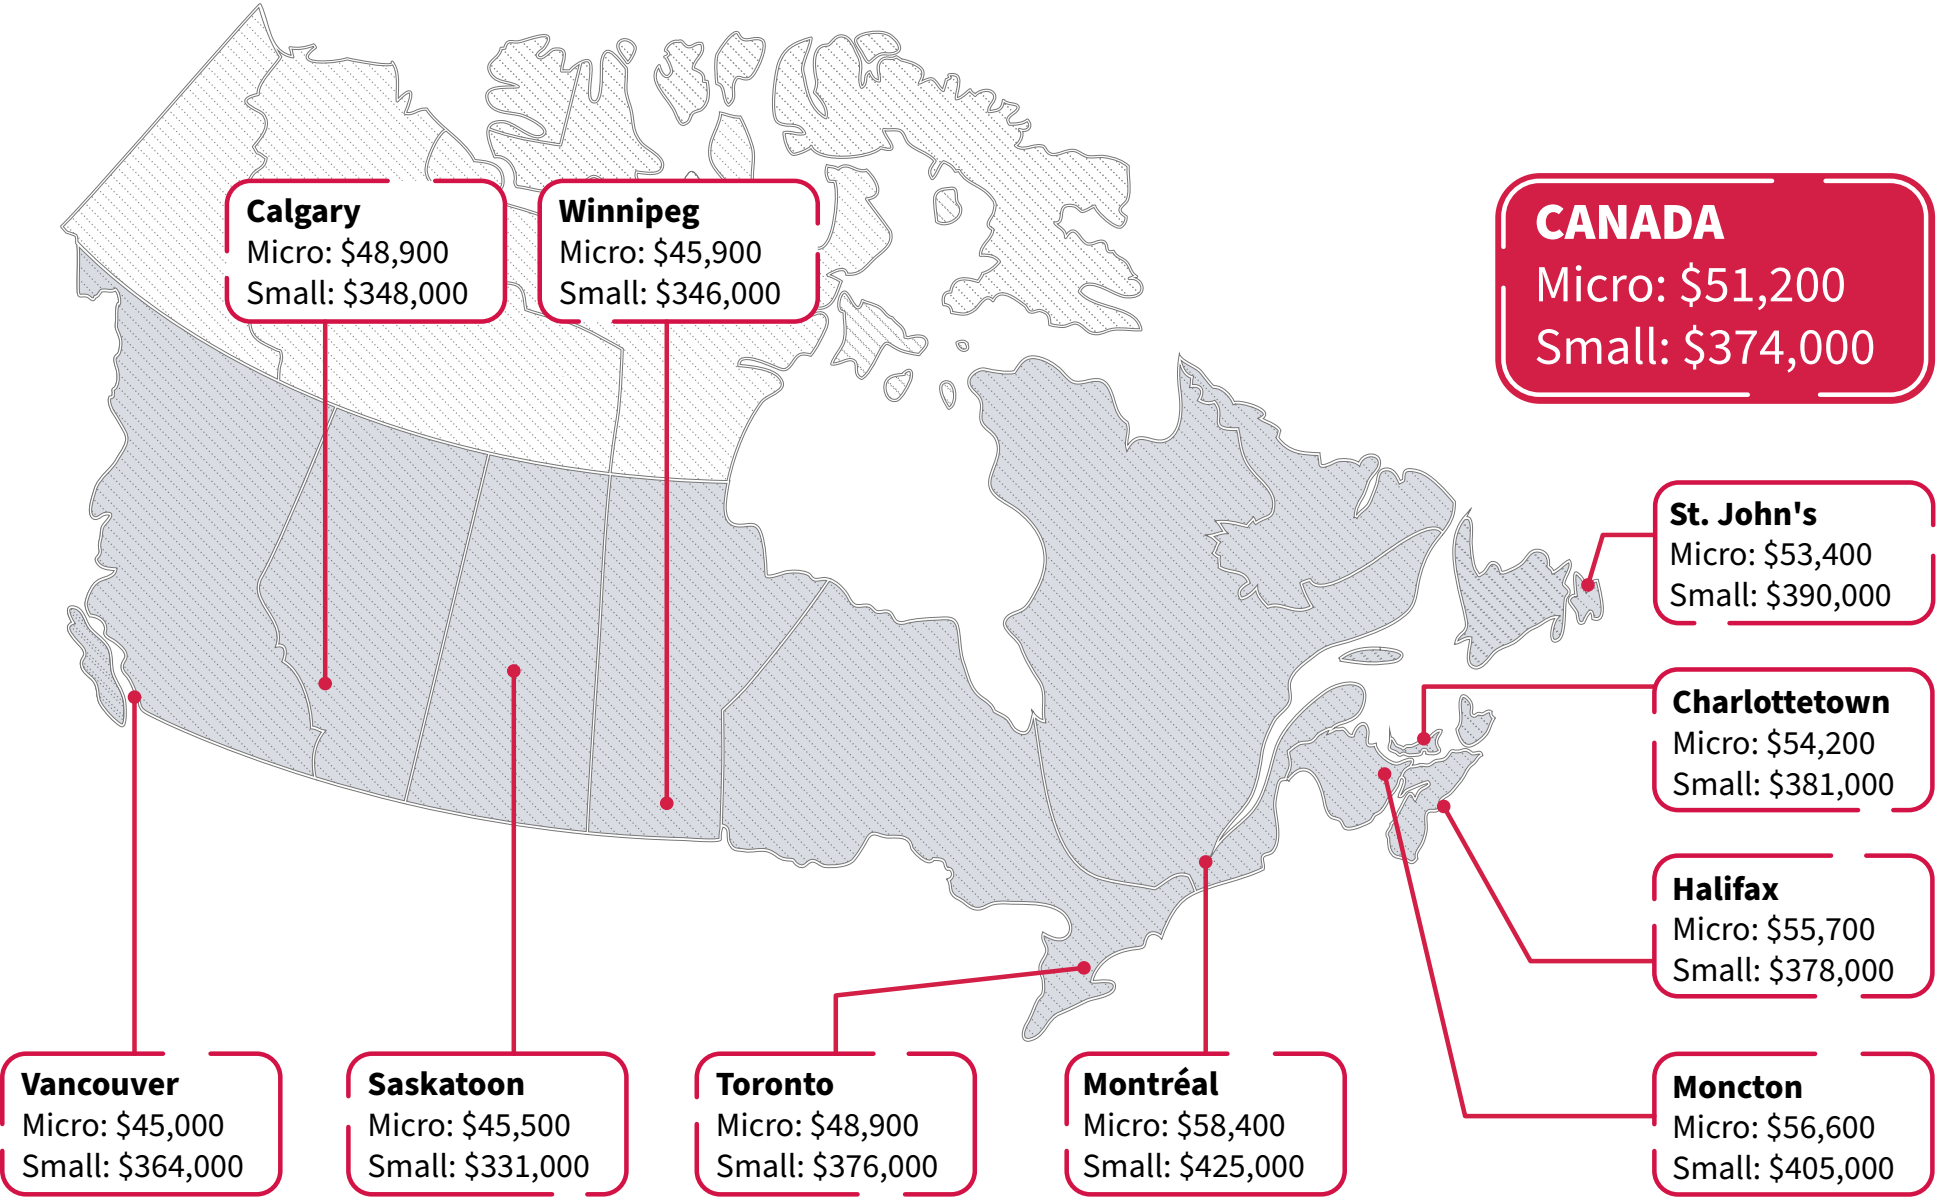 Calgary
Micro: $48,900
Small: $348,000
Winnipeg
Micro: $45,900
Small: $346,000
CANADA
Micro: $51,200
Small: $374,000
St. John's
Micro: $53,400
Small: $390,000
Charlottetown
Micro: $54,200
Small: $381,000
Halifax
Micro: $55,700
Small: $378,000
Vancouver
Micro: $45,000
Small: $364,000
Saskatoon
Micro: $45,500
Small: $331,000
Toronto
Micro: $48,900
Small: $376,000
Montréal
Micro: $58,400
Small: $425,000
Moncton
Micro: $56,600
Small: $405,000